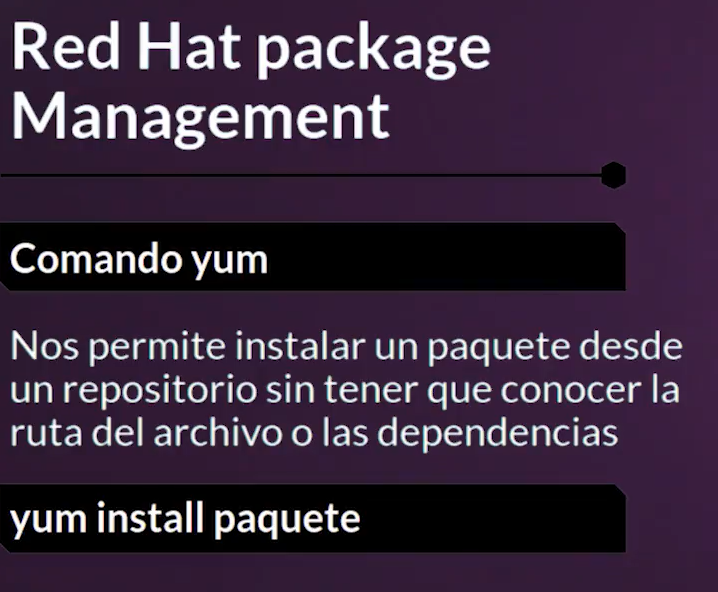 Red Hat package
Management
Comando yum
Nos permite instalar un paquete desde
un repositorio sin tener que conocer la
ruta del archivo o las dependencias
yum install paquete